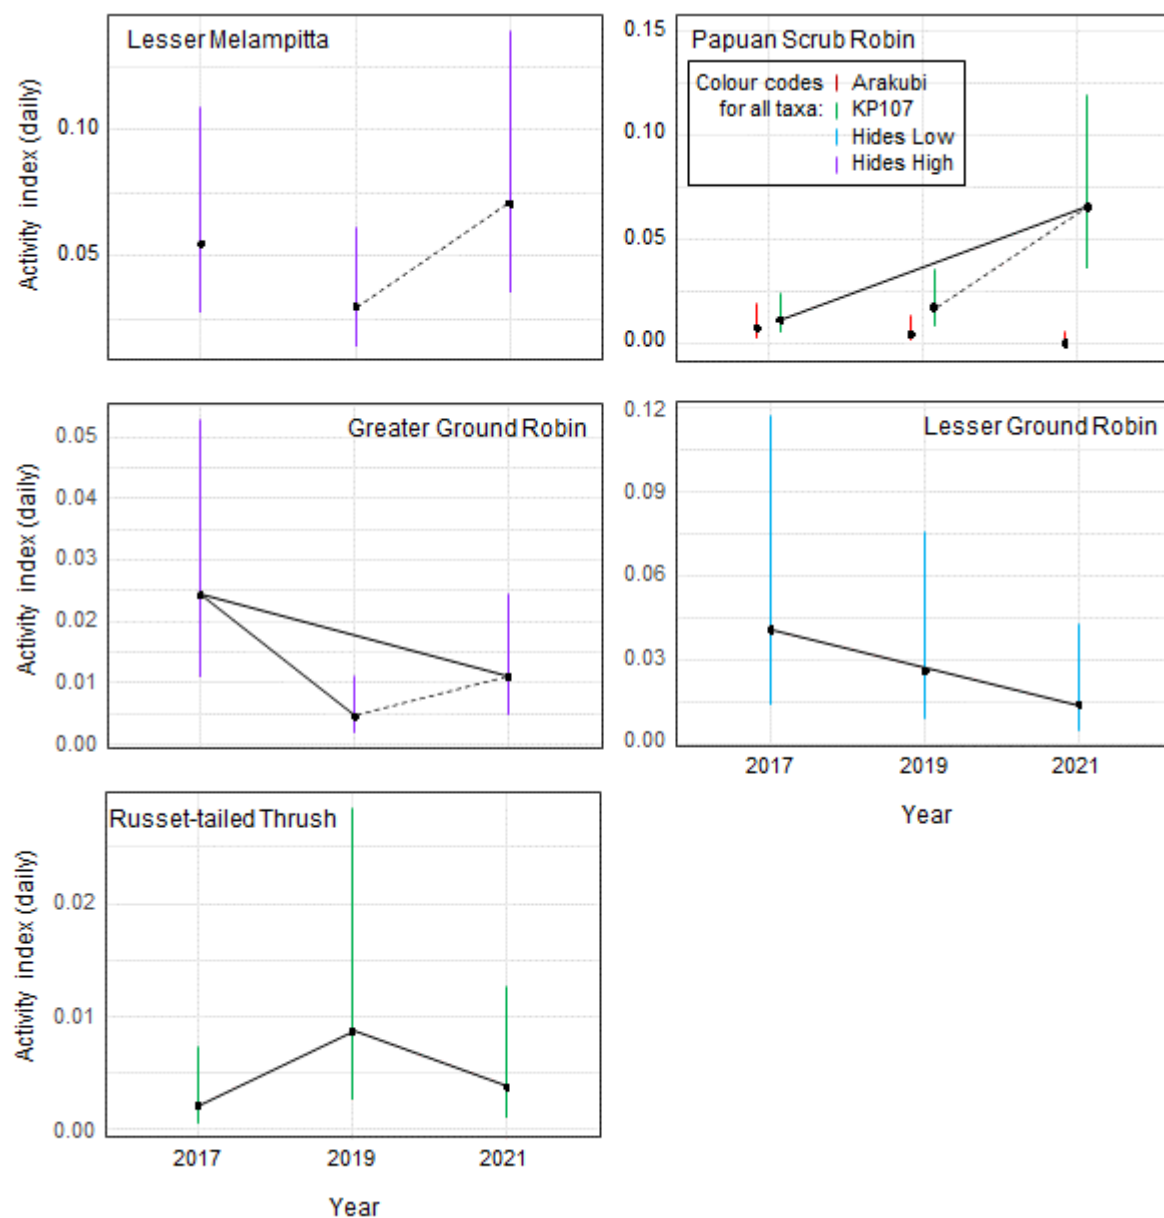 Lesser Melampitta
Activity index (daily)
0.10
0.05
Papuan Scrub Robin
0.15
0.10
0.05
0.00
Colour codes
for all taxa:
Arakubi
KP107
Hides Low
Hides High
Greater Ground Robin
Activity index (daily)
0.05
0.04
0.03
0.02
0.01
0.00
Lesser Ground Robin
0.12
0.09
0.06
0.03
0.00
2017 2019 2021
Year
Russet-tailed Thrush
Activity index (daily)
0.02
0.01
0.00
2017 2019 2021
Year